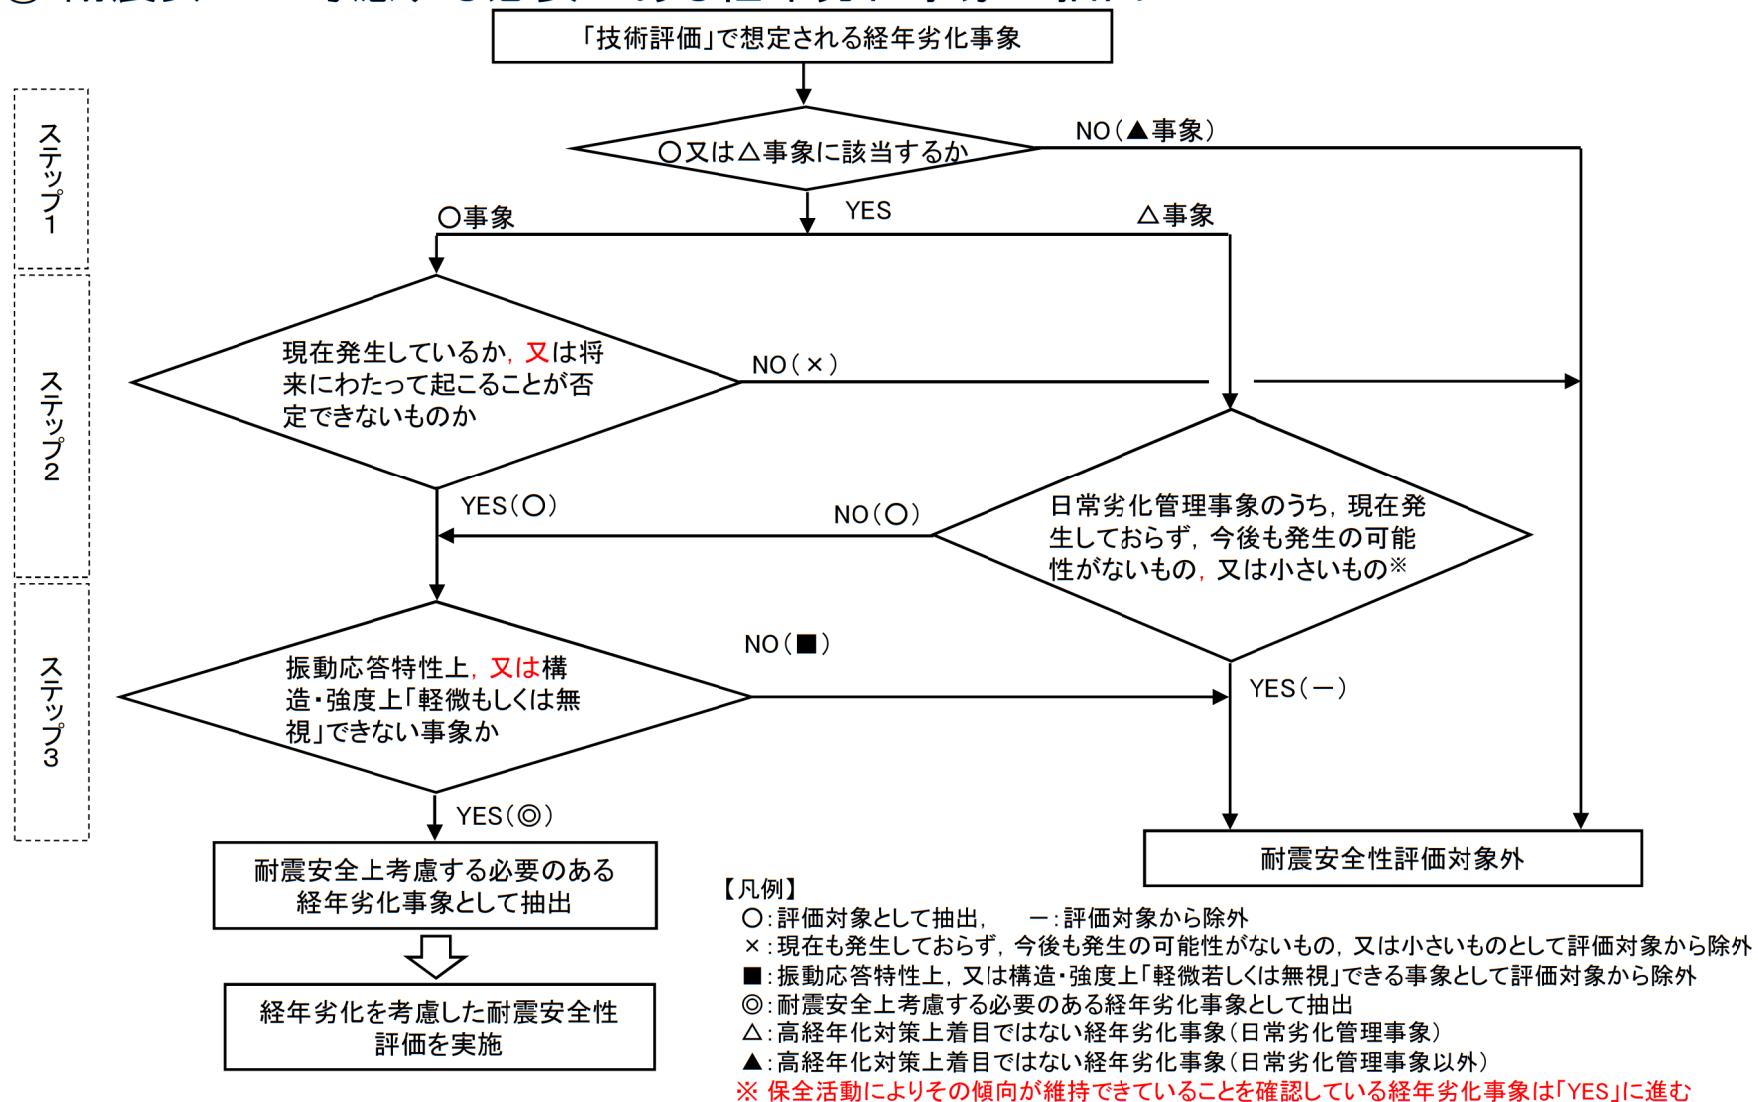 「技術評価」で想定される経年劣化事象
ステップ1
○又は△事象に該当するか
NO(▲事象)
YES
○事象
△事象
ステップ2
現在発生しているか,又は将
来にわたって起こることが否
定できないものか
NO(×)
YES(○)
NO(○)
日常劣化管理事象のうち,現在発
生しておらず,今後も発生の可能
性がないもの,又は小さいもの※
ステップ3
振動応答特性上,又は構
造・強度上「軽微もしくは無
視」できない事象か
NO(■)
YES(-)
YES(◎)
耐震安全上考慮する必要のある
経年劣化事象として抽出
耐震安全性評価対象外
経年劣化を考慮した耐震安全性
評価を実施
【凡例】
○:評価対象として抽出, -:評価対象から除外
×:現在も発生しておらず,今後も発生の可能性がないもの,又は小さいものとして評価対象から除外
■:振動応答特性上,又は構造・強度上「軽微若しくは無視」できる事象として評価対象から除外
◎:耐震安全上考慮する必要のある経年劣化事象として抽出
△:高経年化対策上着目ではない経年劣化事象(日常劣化管理事象)
▲:高経年化対策上着目ではない経年劣化事象(日常劣化管理事象以外)
※ 保全活動によりその傾向が維持できていることを確認している経年劣化事象は「YES」に進む